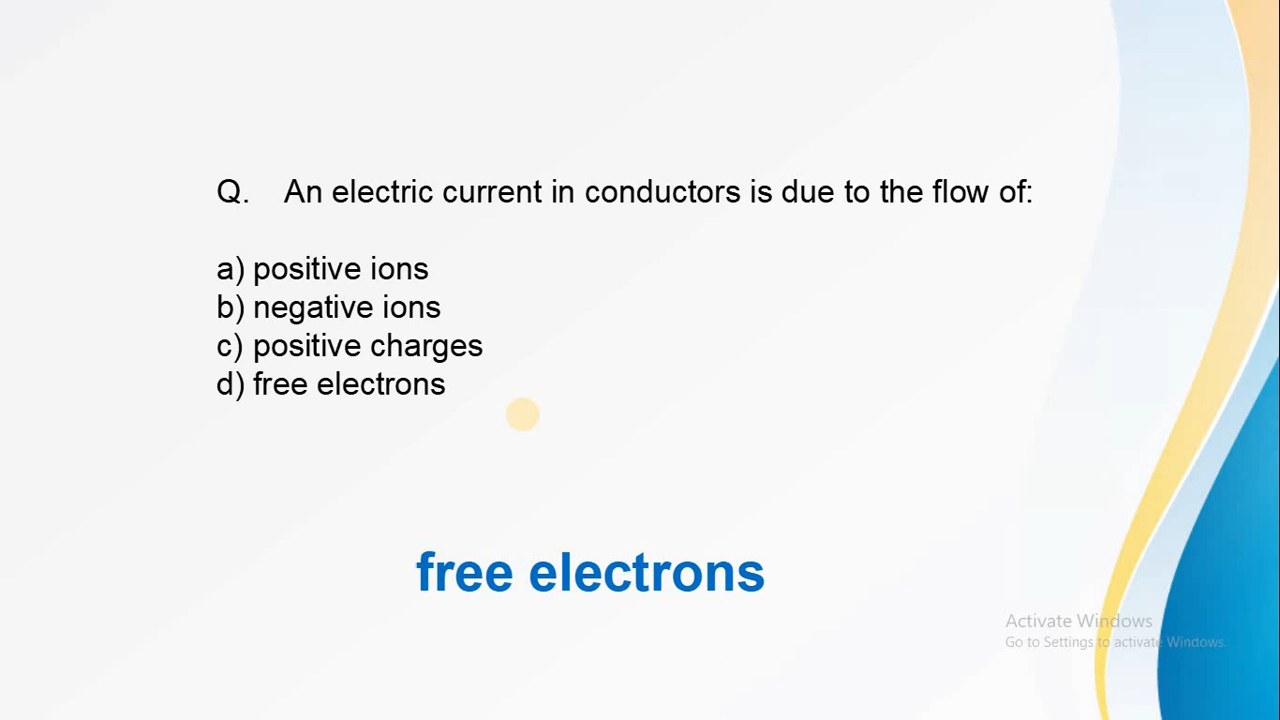 Q. An electric current in conductors is due to the flow of:
a) positive ions
b) negative ions
c) positive charges
d) free electrons
free electrons
Activate Windows
Go to Settings to activate Windows.